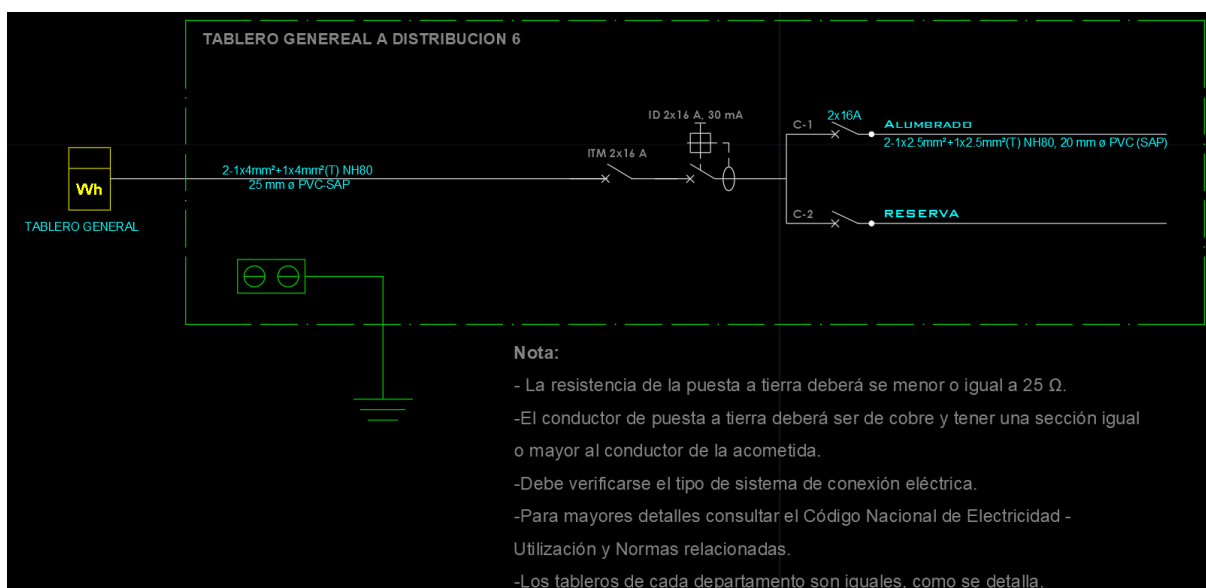 TABLERO GENEREAL A DISTRIBUCION 6
ID 2x16 A, 30 mA
C-1
2x16A
ALUMBRADO
2-1x2.5mm²+1x2.5mm²(T) NH80, 20 mm ø PVC (SAP)
ITM 2x16 A
2-1x4mm²+1x4mm²(T) NH80
25 mm ø PVC-SAP
Wh
TABLERO GENERAL
C-2
RESERVA
Nota:
- La resistencia de la puesta a tierra deberá se menor o igual a 25 Ω.
-El conductor de puesta a tierra deberá ser de cobre y tener una sección igual
o mayor al conductor de la acometida.
-Debe verificarse el tipo de sistema de conexión eléctrica.
-Para mayores detalles consultar el Código Nacional de Electricidad -
Utilización y Normas relacionadas.
-Los tableros de cada departamento son iguales, como se detalla.